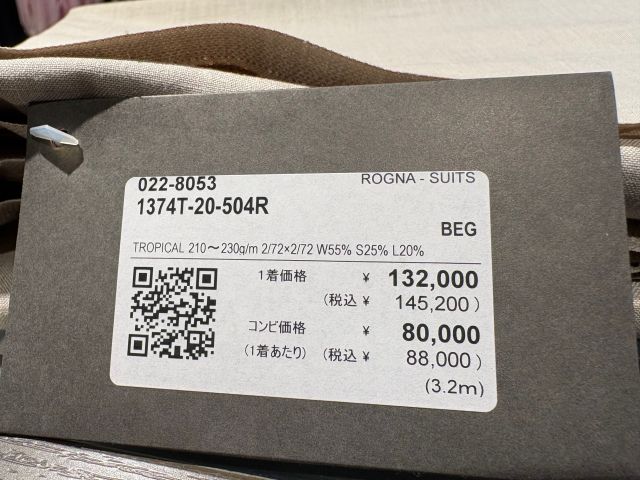 022-8053 ROGNA - SUITS
1374T-20-504R
BEG
TROPICAL 210〜230g/m 2/72×2/72 W55% S25% L20%
1着価格 ¥ 132,000
(税込 ¥ 145,200 )
コンビ価格 ¥ 80,000
(1着あたり) (税込 ¥ 88,000 )
(3.2m)